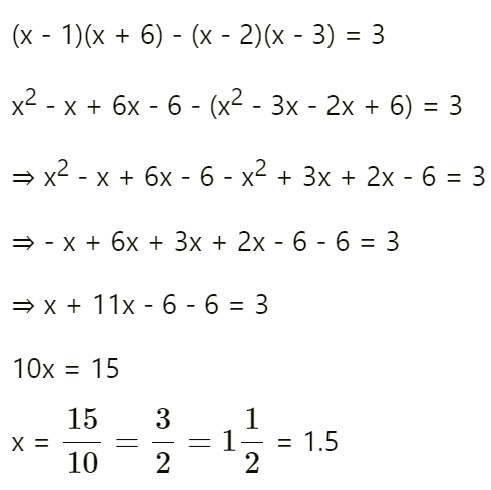 (x - 1)(x + 6) - (x - 2)(x - 3) = 3
x² - x + 6x - 6 - (x² - 3x - 2x + 6) = 3
⇒ x² - x + 6x - 6 - x² + 3x + 2x - 6 = 3
⇒ - x + 6x + 3x + 2x - 6 - 6 = 3
⇒ x + 11x - 6 - 6 = 3
10x = 15
x = 15/10 = 3/2 = 1 1/2 = 1.5